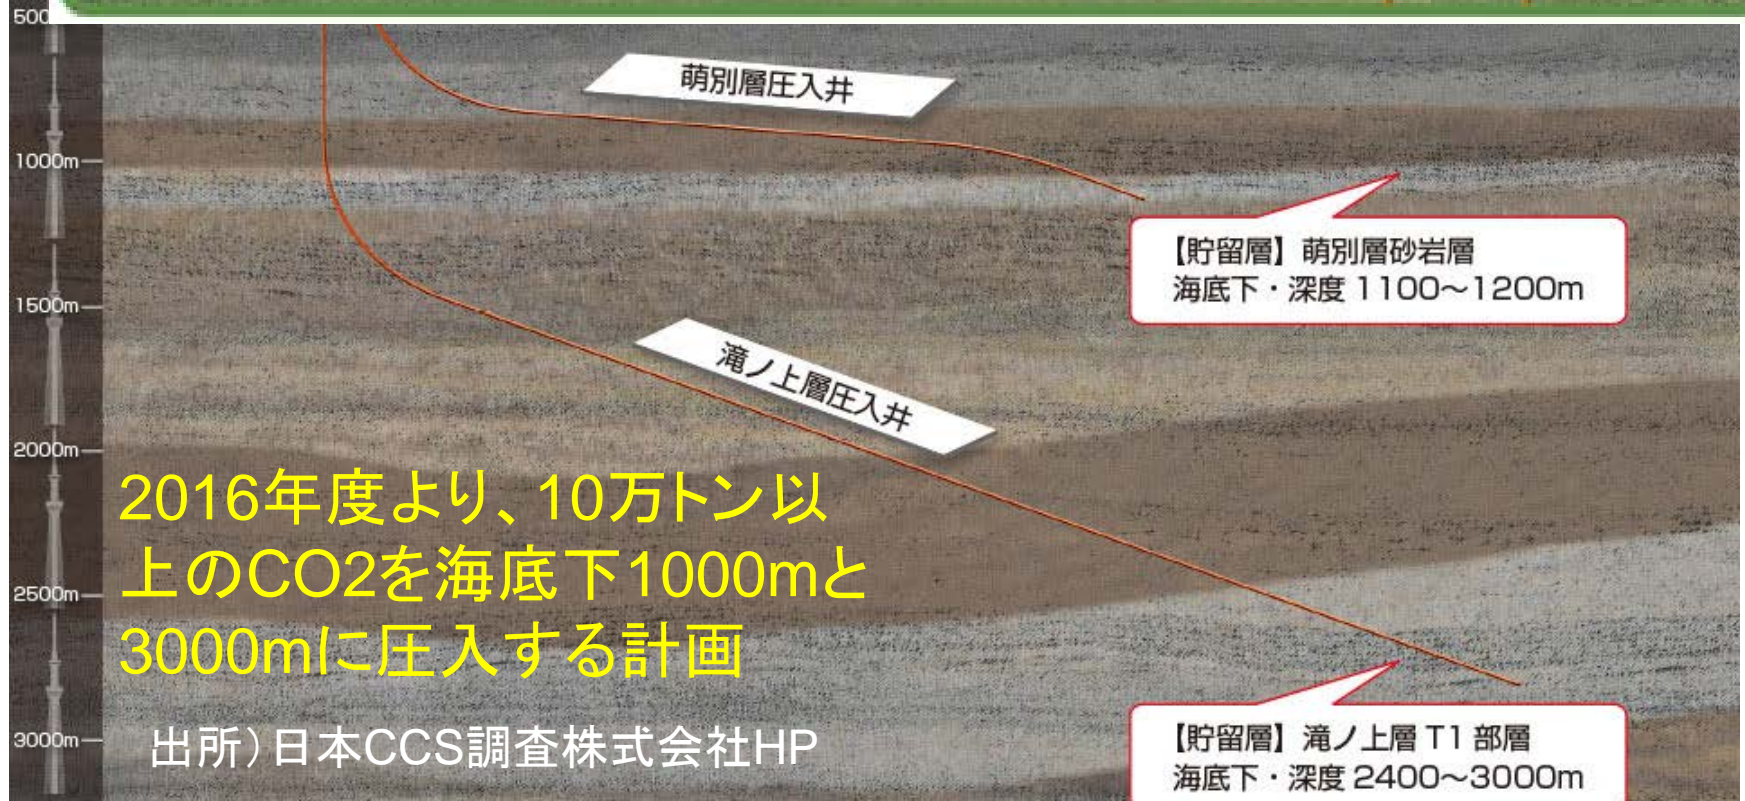 500
萌別層圧入井
1000m
【貯留層】萌別層砂岩層
海底下・深度 1100～1200m
1500m
滝ノ上層圧入井
2000m
2016年度より、10万トン以
上のCO2を海底下1000mと
2500m
3000mに圧入する計画
3000m
出所）日本CCS調査株式会社HP
【貯留層】滝ノ上層 T1 部層
海底下・深度 2400～3000m